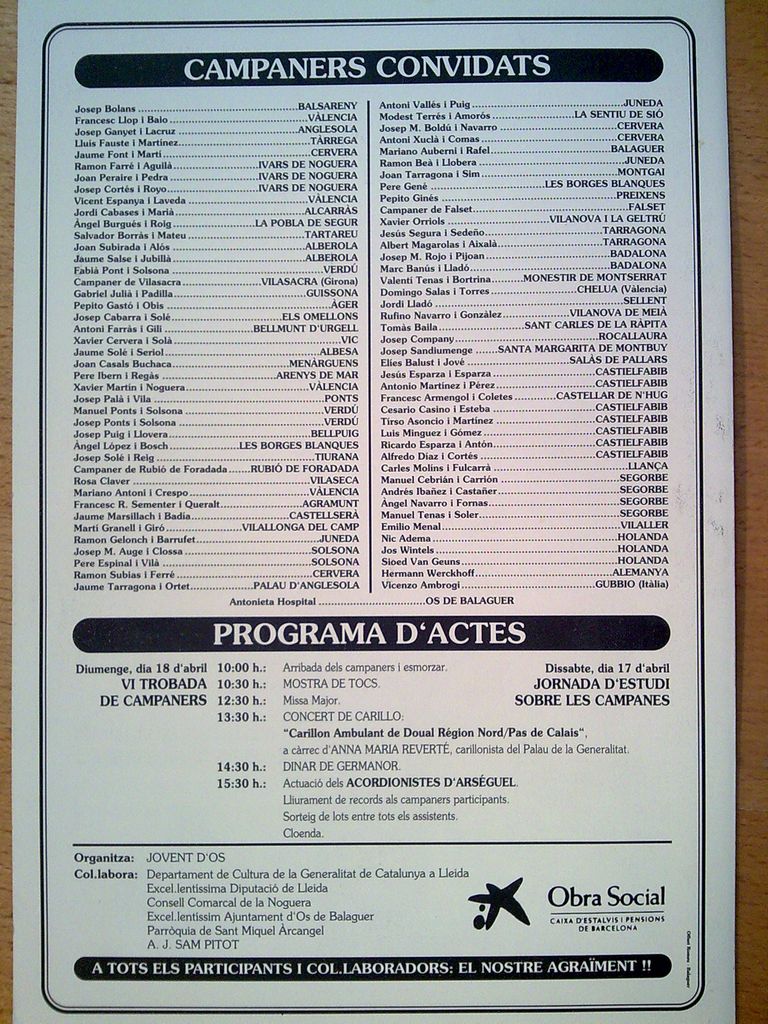 CAMPANERS CONVIDATS
Josep Bolans ........ BALSARENY
Francesc Llop i Baio ........ VÀLENCIA
Josep Ganyet i Lacruz ........ ANGLESOLA
Lluis Fauste i Martínez ........ TÀRREGA
Jaume Font i Martí ........ CERVERA
Ramon Farré i Agullà ........ IVARS DE NOGUERA
Joan Peraire i Pedra ........ IVARS DE NOGUERA
Josep Cortés i Royo ........ IVARS DE NOGUERA
Vicent Espanya i Laveda ........ VÀLENCIA
Jordi Cabases i Marià ........ ALCARRÀS
Àngel Burgués i Roig ........ LA POBLA DE SEGUR
Salvador Borràs i Mateu ........ TARTAREU
Joan Subirada i Alós ........ ALBEROLA
Jaume Salse i Jubillà ........ ALBEROLA
Fabià Pont i Solsona ........ VERDÚ
Campaner de Vilasacra ........ VILASACRA (Girona)
Gabriel Julià i Padilla ........ GUISSONA
Pepito Gastó i Obis ........ ÀGER
Josep Cabarra i Solé ........ ELS OMELLONS
Antoni Farràs i Gili ........ BELLMUNT D'URGELL
Xavier Cervera i Solà ........ VIC
Jaume Solé i Seriol ........ ALBESA
Joan Casals Buchaca ........ MENÀRGUENS
Pere Ibern i Regàs ........ ARENYS DE MAR
Xavier Martín i Noguera ........ VÀLENCIA
Josep Palà i Vila ........ PONTS
Manuel Ponts i Solsona ........ VERDÚ
Josep Ponts i Solsona ........ VERDÚ
Josep Puig i Llovera ........ BELLPUIG
Àngel López i Bosch ........ LES BORGES BLANQUES
Josep Solé i Reig ........ TIURANA
Campaner de Rubió de Foradada ........ RUBIÓ DE FORADADA
Rosa Claver ........ VILASECA
Mariano Antoni i Crespo ........ VÀLENCIA
Francesc R. Sementer i Queralt ........ AGRAMUNT
Jaume Marsillach i Badia ........ CASTELLSERÀ
Martí Granell i Giró ........ VILALLONGA DEL CAMP
Ramon Gelonch i Barrufet ........ JUNEDA
Josep M. Auge i Clossa ........ SOLSONA
Pere Espinal i Vilà ........ SOLSONA
Ramon Subias i Ferré ........ CERVERA
Jaume Tarragona i Ortet ........ PALAU D'ANGLESOLA
Antoni Vallés i Puig ........ JUNEDA
Modest Terrés i Amorós ........ LA SENTIU DE SIÓ
Josep M. Boldú i Navarro ........ CERVERA
Antoni Xuclà i Comas ........ CERVERA
Mariano Auberni i Rafel ........ BALAGUER
Ramon Beà i Llobera ........ JUNEDA
Joan Tarragona i Sim ........ MONTGAI
Pere Gené ........ LES BORGES BLANQUES
Pepito Ginés ........ PREIXENS
Campaner de Falset ........ FALSET
Xavier Orriols ........ VILANOVA I LA GELTRÚ
Jesús Segura i Sedeño ........ TARRAGONA
Albert Magarolas i Aixalà ........ TARRAGONA
Josep M. Rojo i Pijoan ........ BADALONA
Marc Banús i Lladó ........ BADALONA
Valentí Tenas i Bortrina ........ MONESTIR DE MONTSERRAT
Domingo Salas i Torres ........ CHELUA (Vàlencia)
Jordi Lladó ........ SELLENT
Rufino Navarro i Gonzàlez ........ VILANOVA DE MEIÀ
Tomàs Baila ........ SANT CARLES DE LA RÀPITA
Josep Company ........ ROCALLAURA
Josep Sandiumenge ........ SANTA MARGARITA DE MONTBUY
Elies Balust i Jové ........ SALÀS DE PALLARS
Jesús Esparza i Esparza ........ CASTIELFABIB
Antonio Martínez i Pérez ........ CASTIELFABIB
Francesc Armengol i Coletes ........ CASTELLAR DE N'HUG
Cesario Casino i Esteba ........ CASTIELFABIB
Tirso Asoncio i Martínez ........ CASTIELFABIB
Luis Minguez i Gómez ........ CASTIELFABIB
Ricardo Esparza i Antón ........ CASTIELFABIB
Alfredo Díaz i Cortés ........ CASTIELFABIB
Carles Molins i Fulcarrà ........ LLANÇA
Manuel Cebrián i Carrión ........ SEGORBE
Andrés Ibañez i Castañer ........ SEGORBE
Àngel Navarro i Fornas ........ SEGORBE
Manuel Tenas i Soler ........ SEGORBE
Emilio Menal ........ VILALLER
Nic Adema ........ HOLANDA
Jos Wintels ........ HOLANDA
Sioed Van Geuns ........ HOLANDA
Hermann Werckhoff ........ ALEMANYA
Vicenzo Ambrogi ........ GUBBIO (Itàlia)
Antonieta Hospital ........ OS DE BALAGUER
PROGRAMA D'ACTES
Diumenge, dia 18 d'abril
VI TROBADA
DE CAMPANERS
10:00 h.: Arribada dels campaners i esmorzar.
10:30 h.: MOSTRA DE TOCS.
12:30 h.: Missa Major.
13:30 h.: CONCERT DE CARILLO:
"Carillon Ambulant de Doual Région Nord/Pas de Calais",
a càrrec d'ANNA MARIA REVERTÉ, carillonista del Palau de la Generalitat.
14:30 h.: DINAR DE GERMANOR.
15:30 h.: Actuació dels ACORDIONISTES D'ARSÉGUEL.
Lliurament de records als campaners participants.
Sorteig de lots entre tots els assistents.
Cloenda.
Dissabte, dia 17 d'abril
JORNADA D'ESTUDI
SOBRE LES CAMPANES
Organitza: JOVENT D'OS
Col.labora: Departament de Cultura de la Generalitat de Catalunya a Lleida
Excel.lentissima Diputació de Lleida
Consell Comarcal de la Noguera
Excel.lentissim Ajuntament d'Os de Balaguer
Parròquia de Sant Miquel Àrcangel
A. J. SAM PITOT
Obra Social
CAIXA D'ESTALVIS I PENSIONS
DE BARCELONA
A TOTS ELS PARTICIPANTS I COL.LABORADORS: EL NOSTRE AGRAÏMENT !!